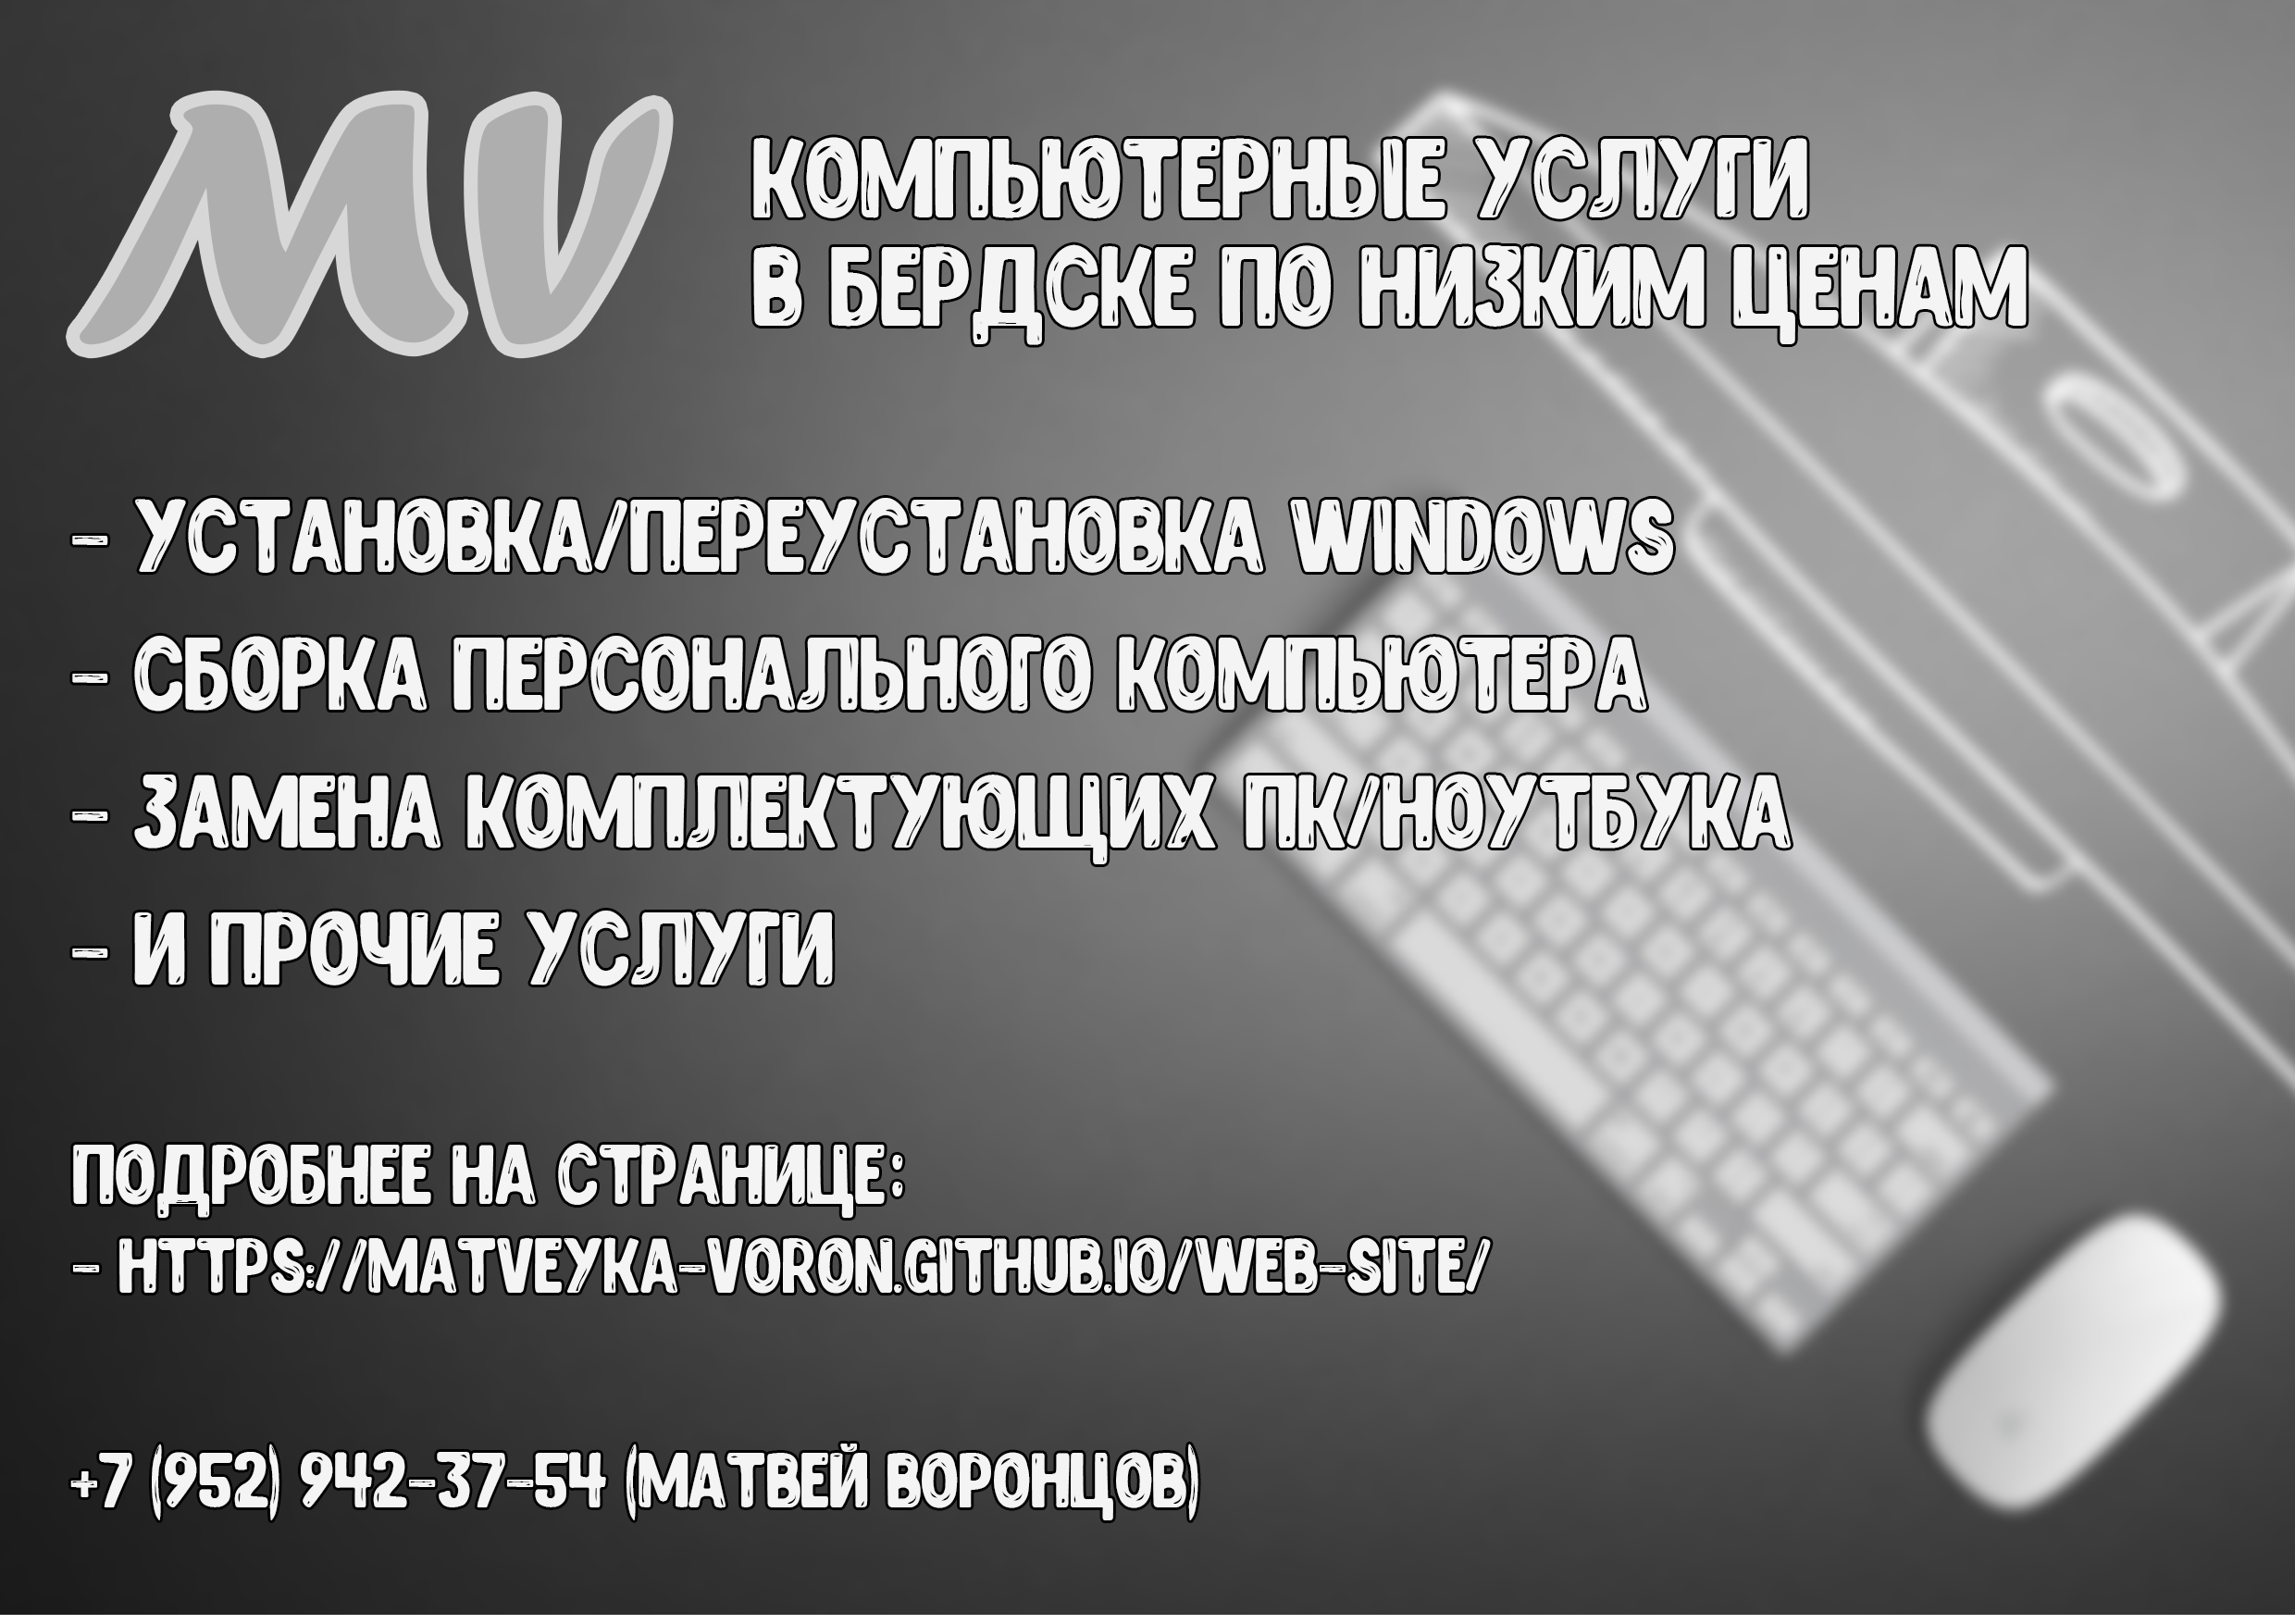 MV
КОМПЬЮТЕРНЫЕ УСЛУГИ
В БЕРДСКЕ ПО НИЗКИМ ЦЕНАМ
- УСТАНОВКА/ПЕРЕУСТАНОВКА WINDOWS
- СБОРКА ПЕРСОНАЛЬНОГО КОМПЬЮТЕРА
- ЗАМЕНА КОМПЛЕКТУЮЩИХ ПК/НОУТБУКА
- И ПРОЧИЕ УСЛУГИ
ПОДРОБНЕЕ НА СТРАНИЦЕ:
- HTTPS://MATVEYKA-VORON.GITHUB.IO/WEB-SITE/
+7 (952) 942-37-54 (МАТВЕЙ ВОРОНЦОВ)